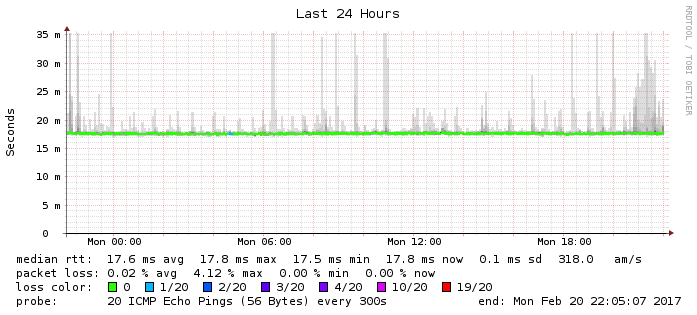 Last 24 Hours
RRDTOOL / TOBI OETIKER
Seconds
35 m
30 m
25 m
20 m
15 m
10 m
5 m
0
Mon 00:00 Mon 06:00 Mon 12:00 Mon 18:00
median rtt: 17.6 ms avg 17.8 ms max 17.5 ms min 17.8 ms now 0.1 ms sd 318.0 am/s
packet loss: 0.02 % avg 4.12 % max 0.00 % min 0.00 % now
loss color: 0 1/20 2/20 3/20 4/20 10/20 19/20
probe: 20 ICMP Echo Pings (56 Bytes) every 300s end: Mon Feb 20 22:05:07 2017